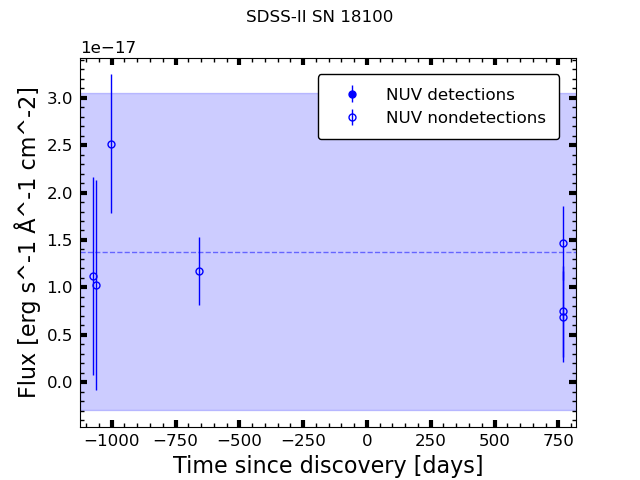 SDSS-II SN 18100
1e−17
NUV detections
NUV nondetections
3.0
2.5
2.0
1.5
1.0
0.5
0.0
Flux [erg s^-1 Å^-1 cm^-2]
−1000
−750
−500
−250
0
250
500
750
Time since discovery [days]